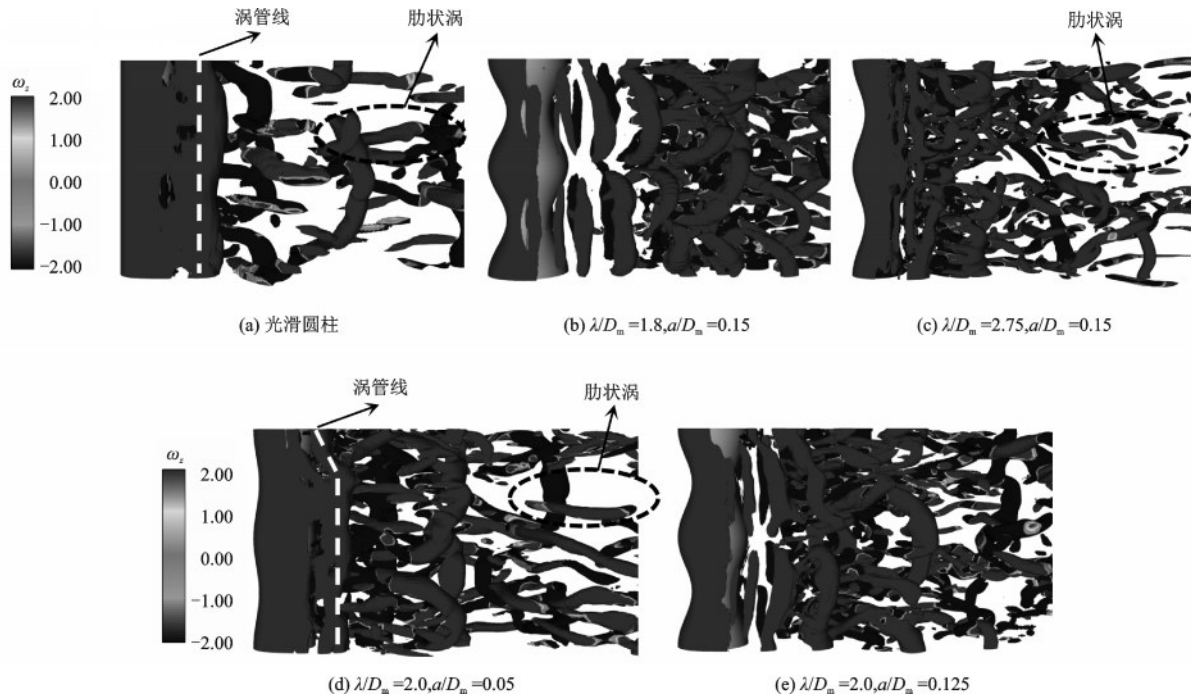 涡管线
肋状涡
肋状涡
ω_z
2.00
1.00
0.00
−1.00
−2.00
(a) 光滑圆柱
(b) λ/D_m =1.8,a/D_m =0.15
(c) λ/D_m =2.75,a/D_m =0.15
涡管线
肋状涡
ω_z
2.00
1.00
0.00
−1.00
−2.00
(d) λ/D_m =2.0,a/D_m =0.05
(e) λ/D_m =2.0,a/D_m =0.125